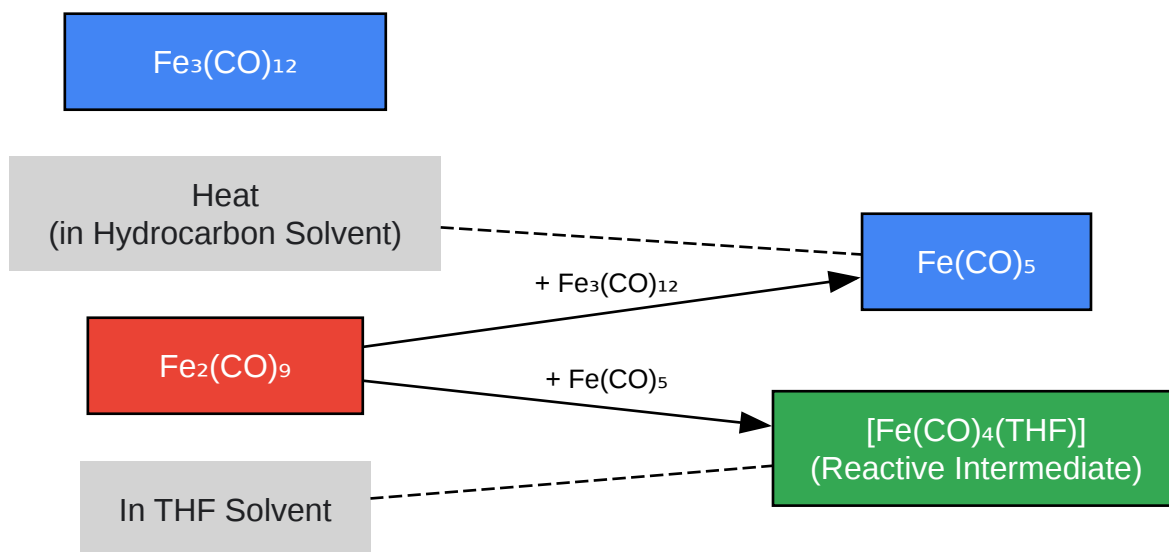 Fe₃(CO)₁₂
Heat
(in Hydrocarbon Solvent)
Fe(CO)₅
+ Fe₃(CO)₁₂
Fe₂(CO)₉
+ Fe(CO)₅
[Fe(CO)₄(THF)]
(Reactive Intermediate)
In THF Solvent